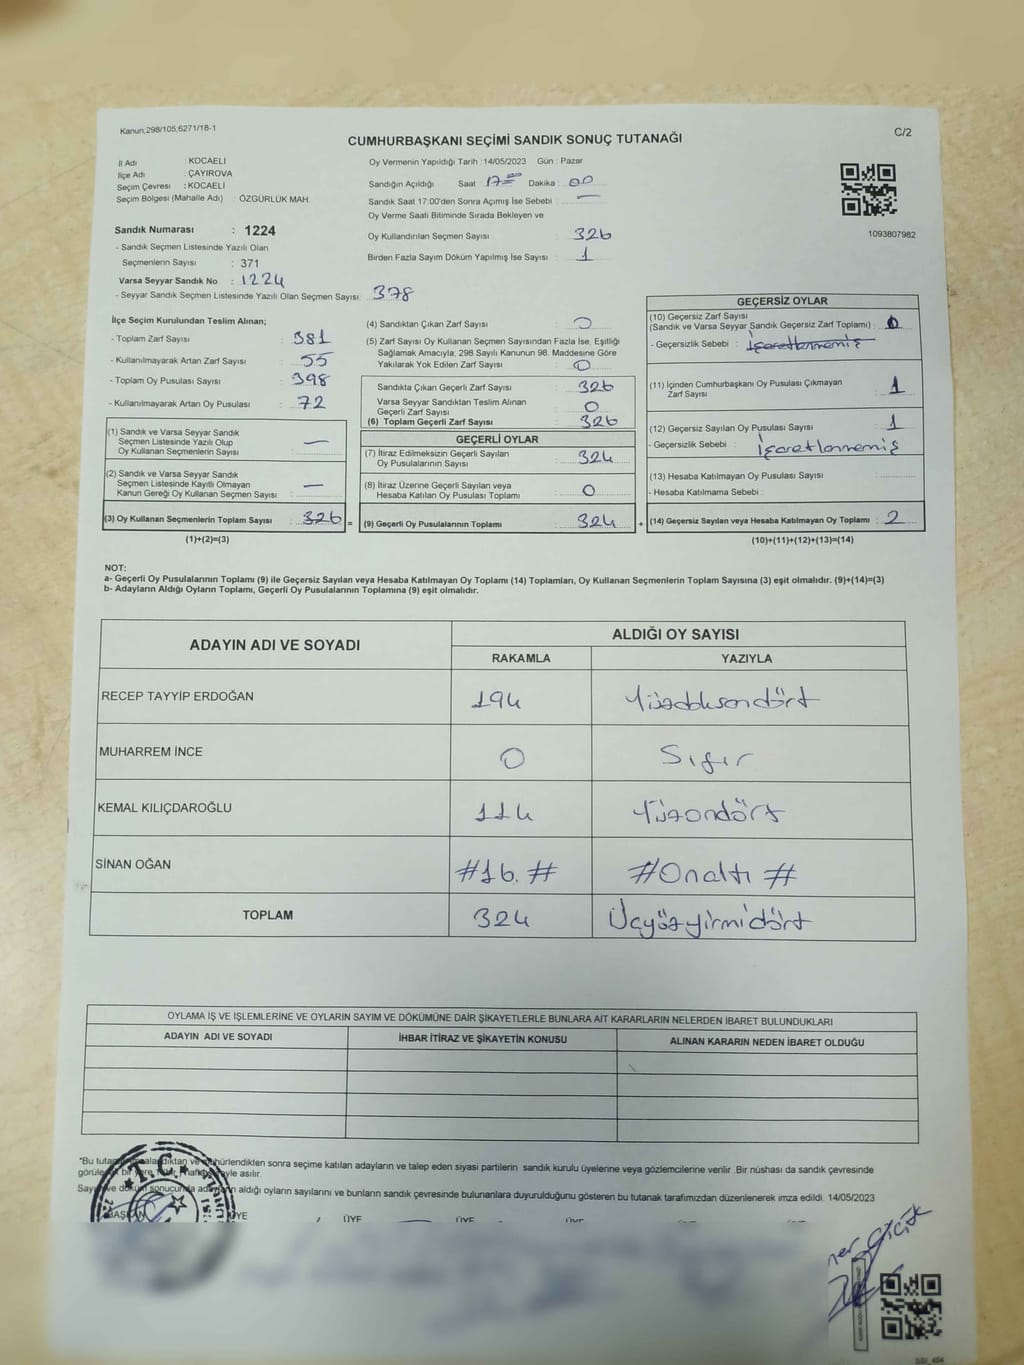 Kanun,298/105,6271/18-1
CUMHURBAŞKANI SEÇİMİ SANDIK SONUÇ TUTANAĞI
C/2
İl Adı : KOCAELİ
İlçe Adı : ÇAYIROVA
Seçim Çevresi : KOCAELİ
Seçim Bölgesi (Mahalle Adı) : ÖZGÜRLÜK MAH.
Sandık Numarası : 1224
- Sandık Seçmen Listesinde Yazılı Olan
Seçmenlerin Sayısı : 371
Varsa Seyyar Sandık No : 1224
- Seyyar Sandık Seçmen Listesinde Yazılı Olan Seçmen Sayısı: 378
Oy Vermenin Yapıldığı Tarih : 14/05/2023 Gün : Pazar
Sandığın Açıldığı Saat 17 00 Dakika 00
Sandık Saat 17:00'den Sonra Açımış İse Sebebi : —
Oy Verme Saati Bitiminde Sırada Bekleyen ve
Oy Kullandırılan Seçmen Sayısı : 326
Birden Fazla Sayım Döküm Yapılmış İse Sayısı : 1
1093807982
İlçe Seçim Kurulundan Teslim Alınan;
- Toplam Zarf Sayısı : 381
- Kullanılmayarak Artan Zarf Sayısı : 55
- Toplam Oy Pusulası Sayısı : 398
- Kullanılmayarak Artan Oy Pusulası : 72
(1) Sandık ve Varsa Seyyar Sandık
Seçmen Listesinde Yazılı Olup
Oy Kullanan Seçmenlerin Sayısı : —
(2) Sandık ve Varsa Seyyar Sandık
Seçmen Listesinde Kayıtlı Olmayan
Kanun Gereği Oy Kullanan Seçmen Sayısı : —
(3) Oy Kullanan Seçmenlerin Toplam Sayısı : 326 =
(1)+(2)=(3)
(4) Sandıktan Çıkan Zarf Sayısı : 0
(5) Zarf Sayısı Oy Kullanan Seçmen Sayısından Fazla İse, Eşitliği
Sağlamak Amacıyla; 298 Sayılı Kanunun 98. Maddesine Göre
Yakılarak Yok Edilen Zarf Sayısı : 0
Sandıkta Çıkan Geçerli Zarf Sayısı : 326
Varsa Seyyar Sandıktan Teslim Alınan
Geçerli Zarf Sayısı : 0
(6) Toplam Geçerli Zarf Sayısı : 326
GEÇERLİ OYLAR
(7) İtiraz Edilmeksizin Geçerli Sayılan
Oy Pusulalarının Sayısı : 324
(8) İtiraz Üzerine Geçerli Sayılan veya
Hesaba Katılan Oy Pusulası Toplamı : 0
(9) Geçerli Oy Pusulalarının Toplamı : 324 +
GEÇERSİZ OYLAR
(10) Geçersiz Zarf Sayısı
(Sandık ve Varsa Seyyar Sandık Geçersiz Zarf Toplamı) : 0
- Geçersizlik Sebebi : İşaretlenmemiş
(11) İçinden Cumhurbaşkanı Oy Pusulası Çıkmayan
Zarf Sayısı : 1
(12) Geçersiz Sayılan Oy Pusulası Sayısı : 1
- Geçersizlik Sebebi : İşaretlenmemiş
(13) Hesaba Katılmayan Oy Pusulası Sayısı :
- Hesaba Katılmama Sebebi :
(14) Geçersiz Sayılan veya Hesaba Katılmayan Oy Toplamı : 2
(10)+(11)+(12)+(13)=(14)
NOT:
a- Geçerli Oy Pusulalarının Toplamı (9) ile Geçersiz Sayılan veya Hesaba Katılmayan Oy Toplamı (14) Toplamları, Oy Kullanan Seçmenlerin Toplam Sayısına (3) eşit olmalıdır. (9)+(14)=(3)
b- Adayların Aldığı Oyların Toplamı, Geçerli Oy Pusulalarının Toplamına (9) eşit olmalıdır.
ADAYIN ADI VE SOYADI ALDIĞI OY SAYISI
RAKAMLA YAZIYLA
RECEP TAYYİP ERDOĞAN 194 Yüzdoksandört
MUHARREM İNCE 0 Sıfır
KEMAL KILIÇDAROĞLU 114 Yüzondört
SİNAN OĞAN #16.# #Onaltı#
TOPLAM 324 Üçyüzyirmidört
OYLAMA İŞ VE İŞLEMLERİNE VE OYLARIN SAYIM VE DÖKÜMÜNE DAİR ŞİKAYETLERLE BUNLARA AİT KARARLARIN NELERDEN İBARET BULUNDUKLARI
ADAYIN ADI VE SOYADI İHBAR İTİRAZ VE ŞİKAYETİN KONUSU ALINAN KARARIN NEDEN İBARET OLDUĞU
*Bu ve mühürlendikten sonra seçime katılan adayların ve talep eden siyasi partilerin sandık kurulu üyelerine veya gözlemcilerine verilir .Bir nüshası da sandık çevresinde
asılır.
Sayım ve döküm sonucunda adayların aldığı oyların sayılarını ve bunların sandık çevresinde bulunanlara duyurulduğunu gösteren bu tutanak tarafımızdan düzenlenerek imza edildi. 14/05/2023
T.C.
BAŞKAN ÜYE ÜYE ÜYE ÜYE